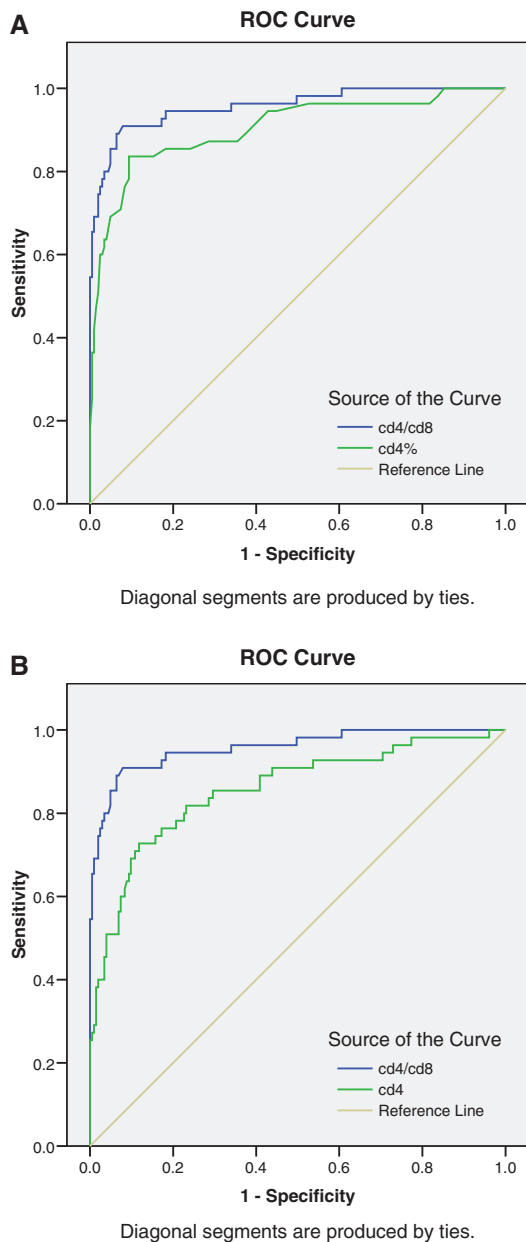 A
ROC Curve
1.0
0.8
0.6
0.4
0.2
0.0
Sensitivity
Source of the Curve
cd4/cd8
cd4%
Reference Line
0.0 0.2 0.4 0.6 0.8 1.0
1 - Specificity
Diagonal segments are produced by ties.
B
ROC Curve
1.0
0.8
0.6
0.4
0.2
0.0
Sensitivity
Source of the Curve
cd4/cd8
cd4
Reference Line
0.0 0.2 0.4 0.6 0.8 1.0
1 - Specificity
Diagonal segments are produced by ties.